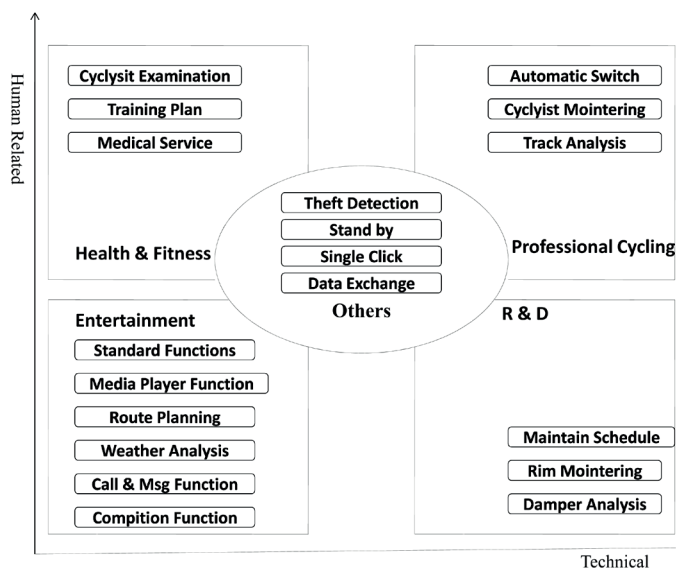 Human Related
Cyclysit Examination
Training Plan
Medical Service
Health & Fitness
Automatic Switch
Cyclyist Mointering
Track Analysis
Professional Cycling
Theft Detection
Stand by
Single Click
Data Exchange
Others
Entertainment
Standard Functions
Media Player Function
Route Planning
Weather Analysis
Call & Msg Function
Compition Function
R & D
Maintain Schedule
Rim Mointering
Damper Analysis
Technical